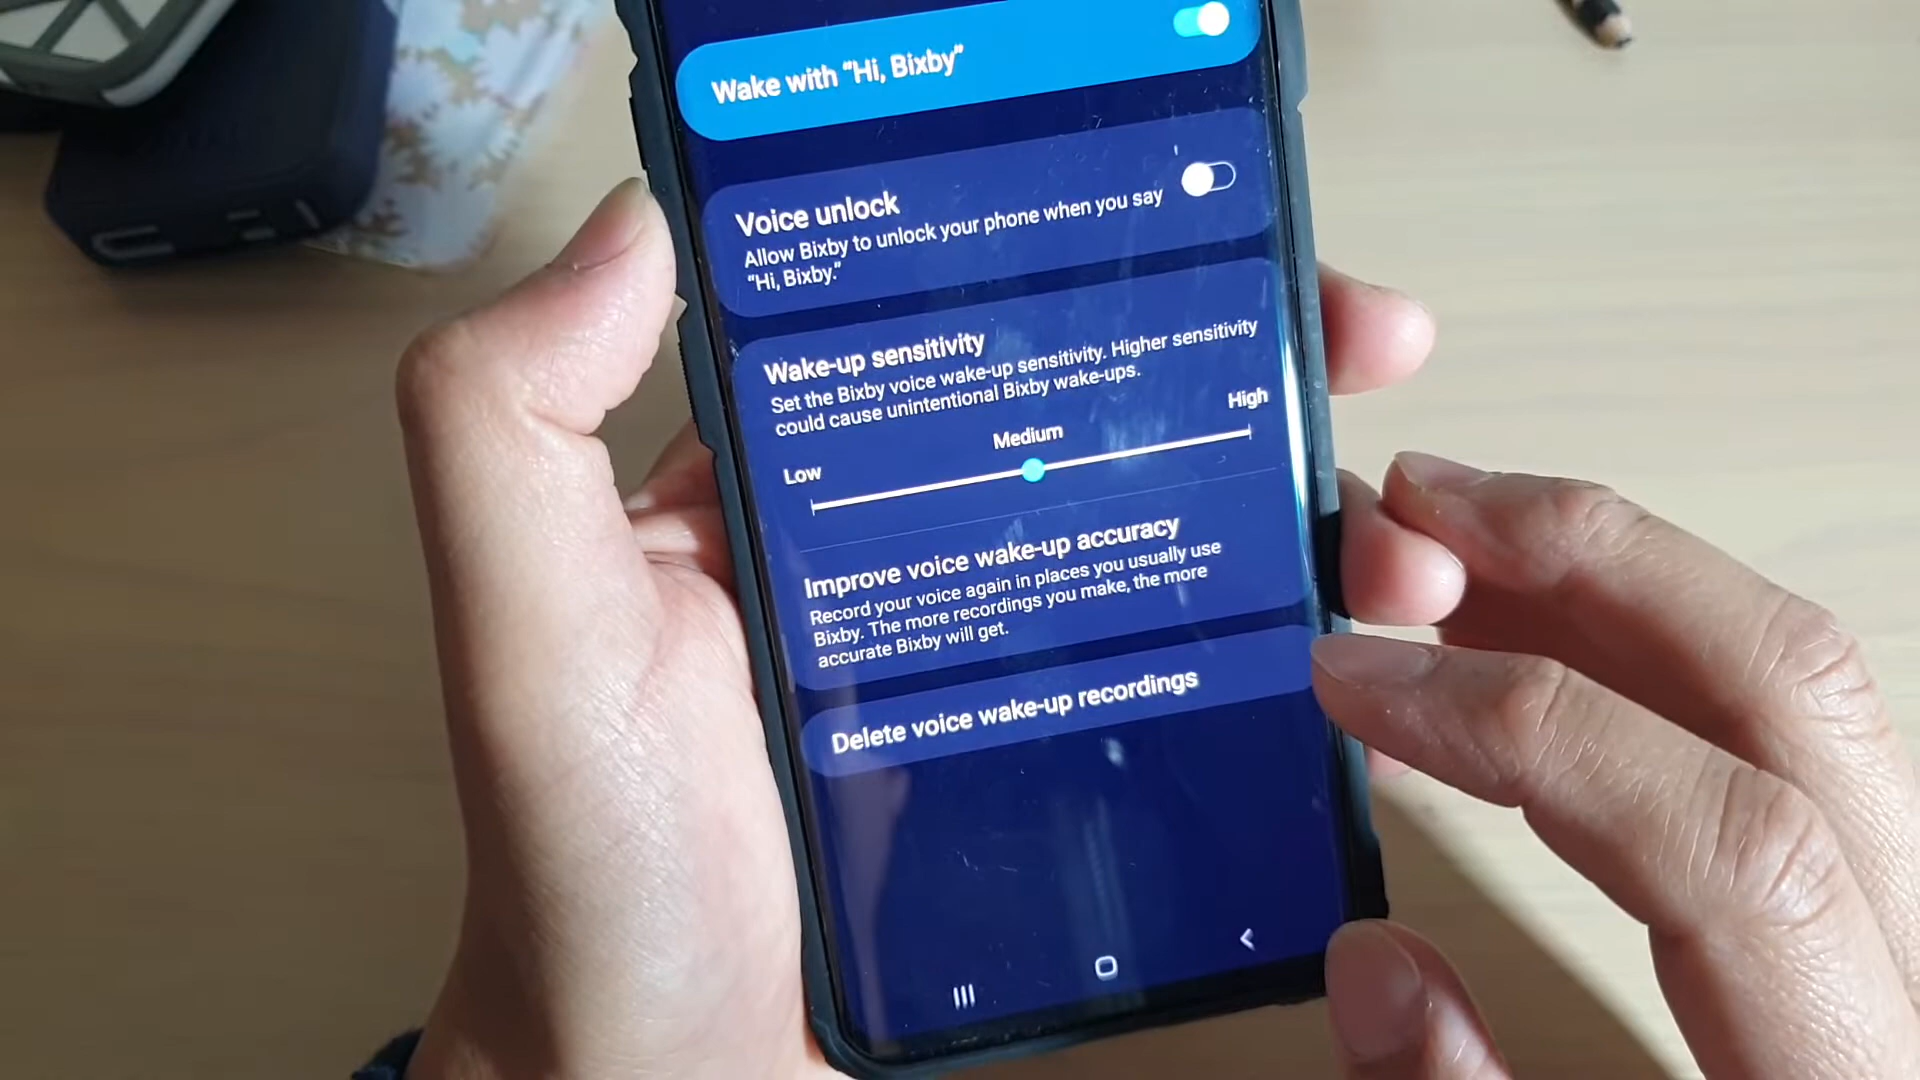 Wake with “Hi, Bixby”
Voice unlock
Allow Bixby to unlock your phone when you say
“Hi, Bixby.”
Wake-up sensitivity
Set the Bixby voice wake-up sensitivity. Higher sensitivity
could cause unintentional Bixby wake-ups.
Low
Medium
High
Improve voice wake-up accuracy
Record your voice again in places you usually use
Bixby. The more recordings you make, the more
accurate Bixby will get.
Delete voice wake-up recordings